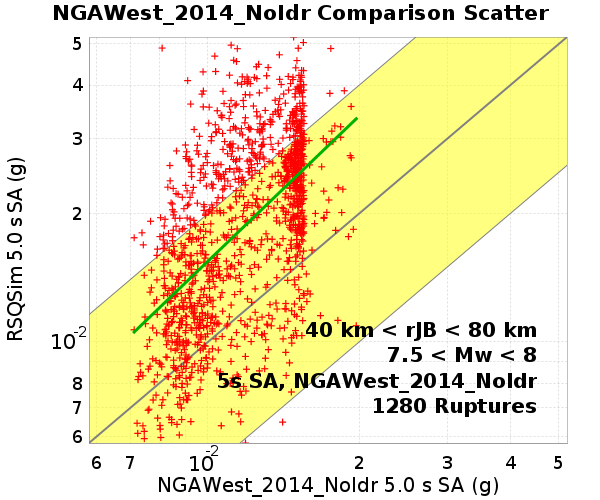 NGAWest_2014_NoIdr Comparison Scatter
RSQSim 5.0 s SA (g)
5
4
3
2
10-2
8
7
6
40 km < rJB < 80 km
7.5 < Mw < 8
5s SA, NGAWest_2014_NoIdr
1280 Ruptures
6 7 10-2 2 3 4 5
NGAWest_2014_NoIdr 5.0 s SA (g)